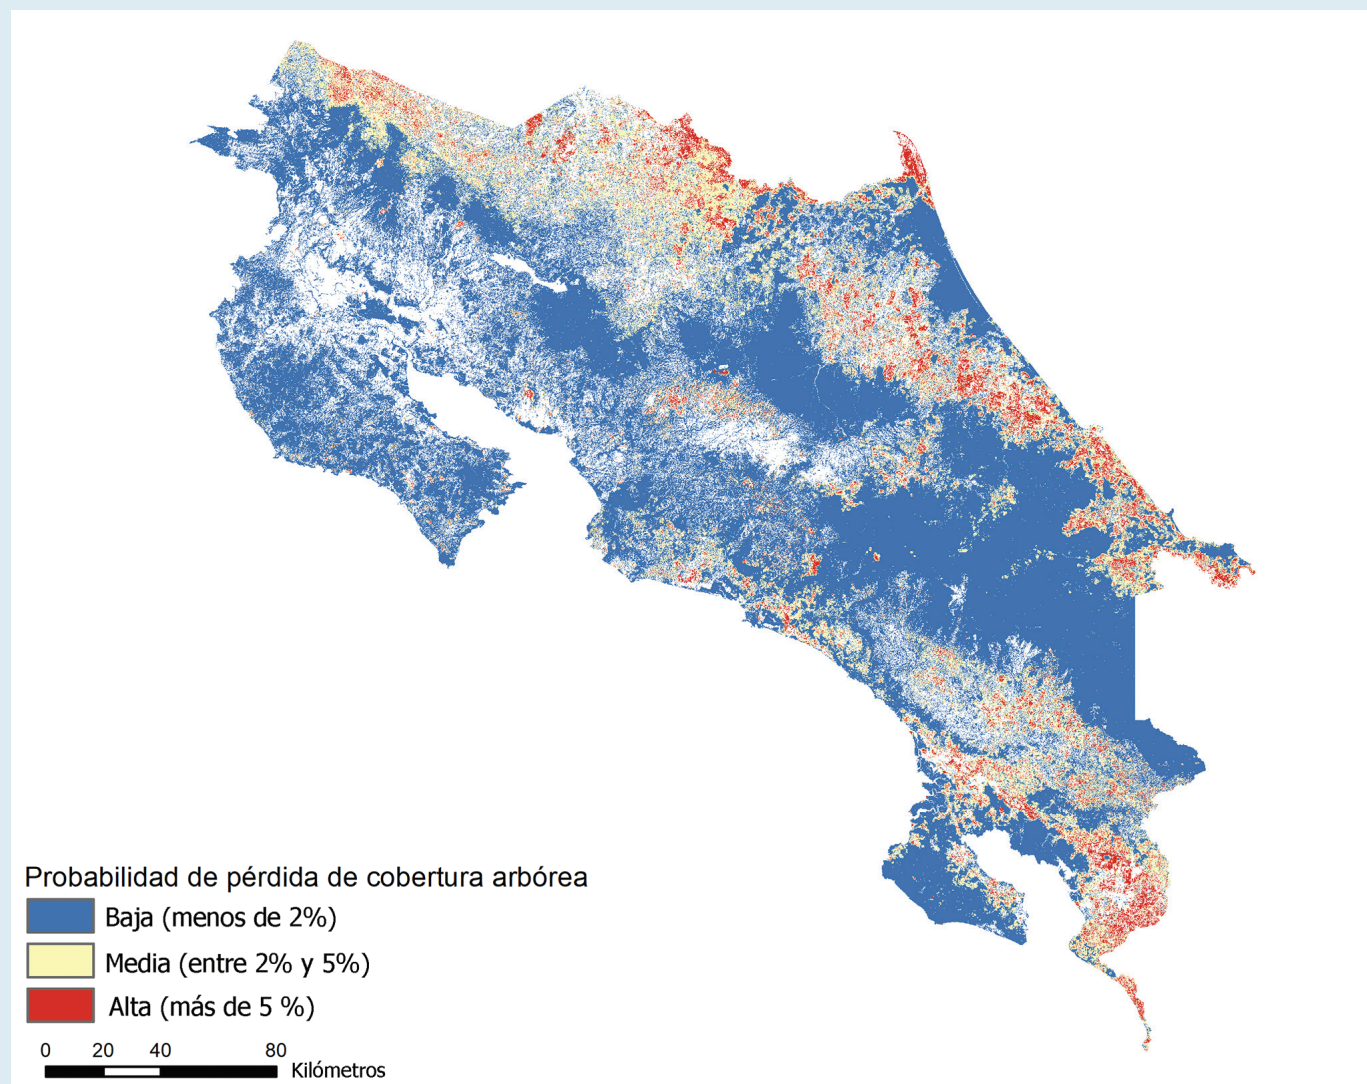 Probabilidad de pérdida de cobertura arbórea
Baja (menos de 2%)
Media (entre 2% y 5%)
Alta (más de 5 %)
0 20 40 80
Kilómetros